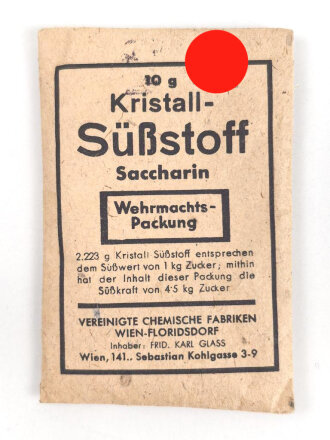 10 g
Kristall-
Süßstoff
Saccharin
Wehrmachts-
Packung
2.223 g Kristall Süßstoff entsprechen
dem Süßwert von 1 kg Zucker; mithin
hat der Inhalt dieser Packung die
Süßkraft von 4·5 kg Zucker
VEREINIGTE CHEMISCHE FABRIKEN
WIEN-FLORIDSDORF
Inhaber: FRID. KARL GLASS
Wien, 141., Sebastian Kohlgasse 3-9